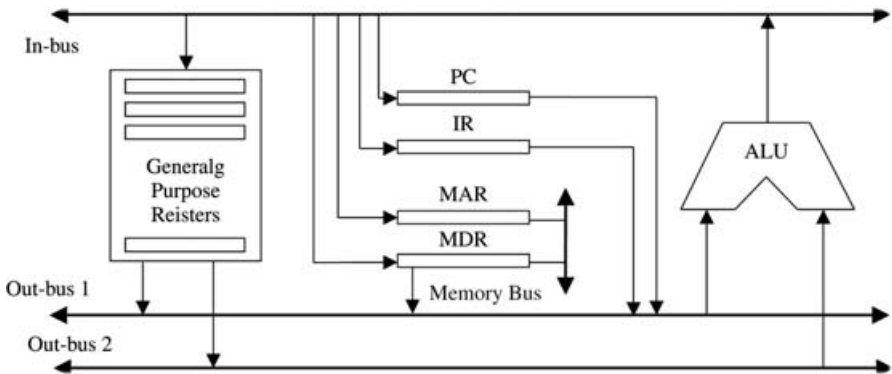 In-bus
PC
IR
ALU
Generalg
Purpose
Reisters
MAR
MDR
Out-bus 1
Memory Bus
Out-bus 2